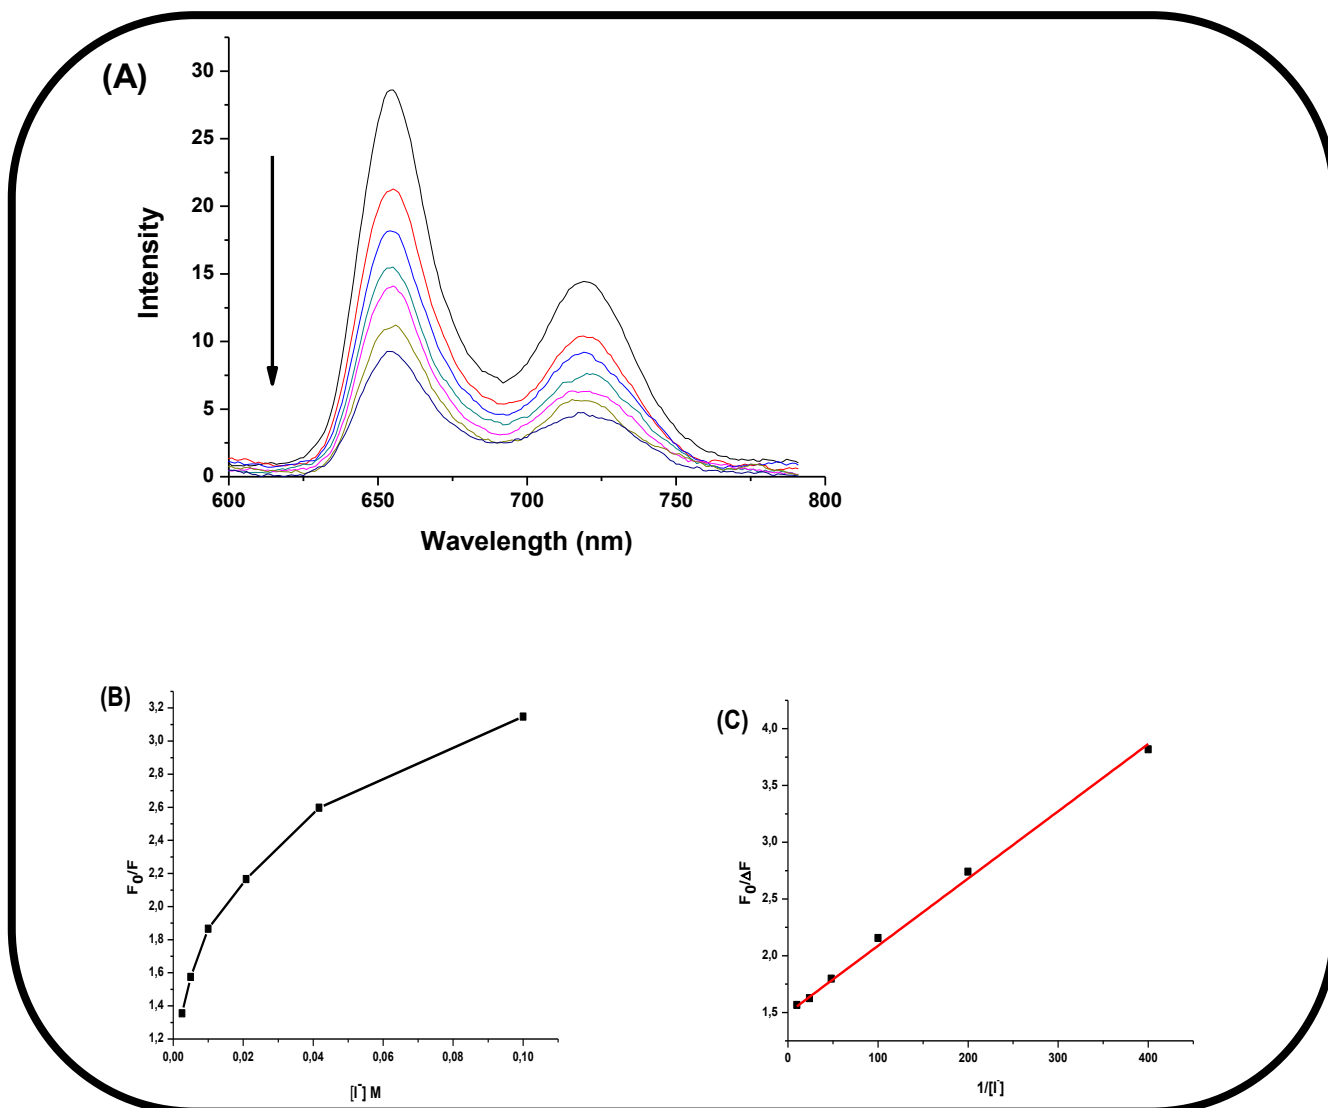 (A)
30
25
20
15
10
5
0
Intensity
600 650 700 750 800
Wavelength (nm)
(B)
3,2
3,0
2,8
2,6
2,4
2,2
2,0
1,8
1,6
1,4
1,2
F0/F
0,00 0,02 0,04 0,06 0,08 0,10
[I-] M
(C)
4,0
3,5
3,0
2,5
2,0
1,5
F0/ΔF
0 100 200 300 400
1/[I-]